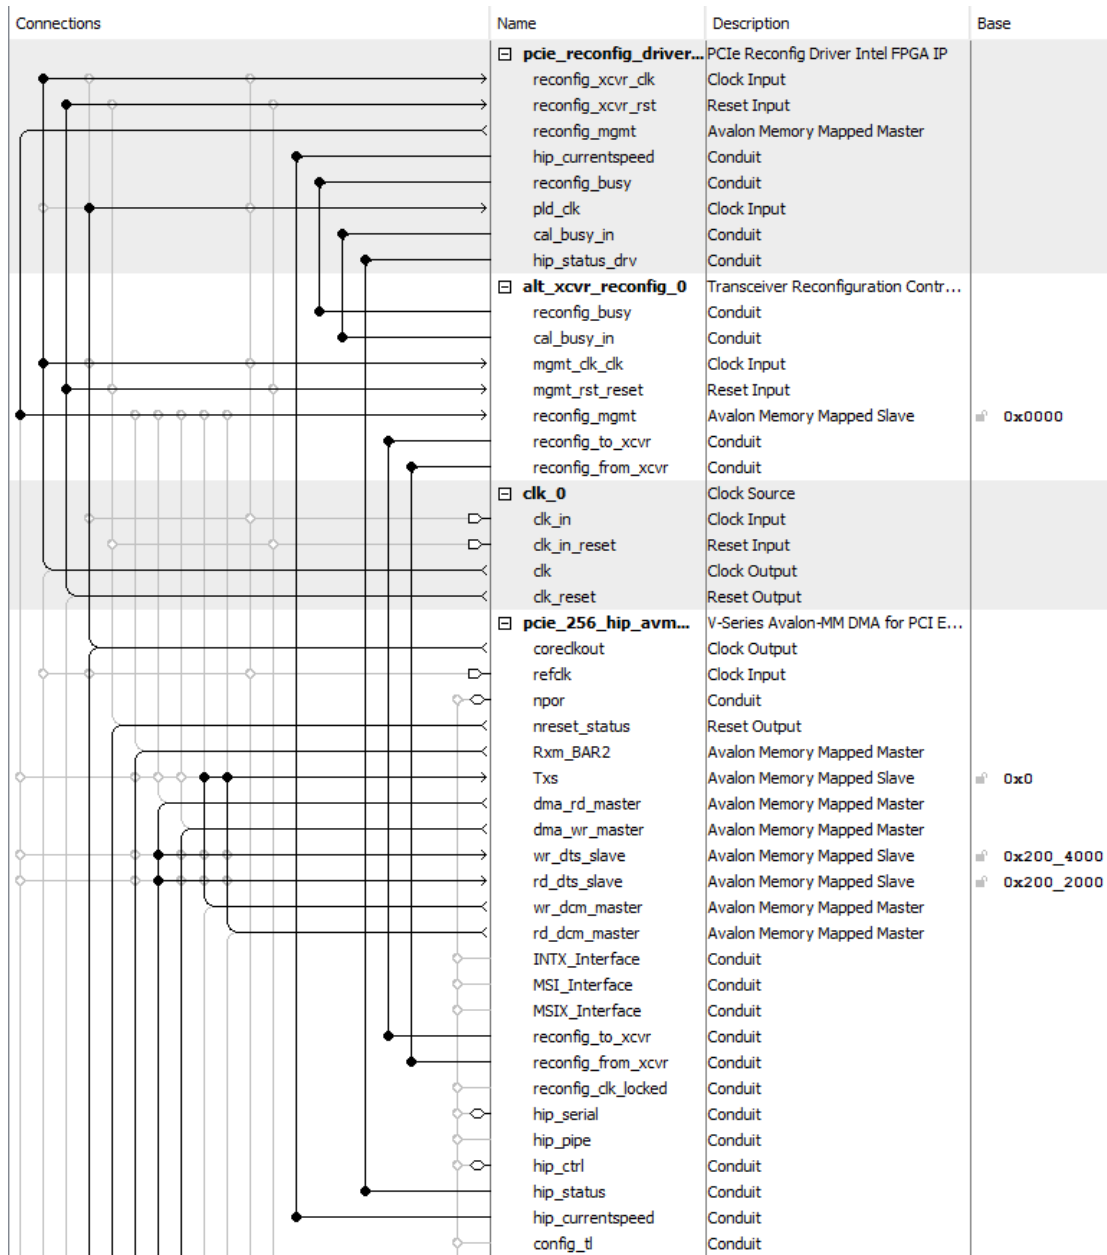 Connections Name Description Base
pcie_reconfig_driver... PCIe Reconfig Driver Intel FPGA IP
reconfig_xcvr_clk Clock Input
reconfig_xcvr_rst Reset Input
reconfig_mgmt Avalon Memory Mapped Master
hip_currentspeed Conduit
reconfig_busy Conduit
pld_clk Clock Input
cal_busy_in Conduit
hip_status_drv Conduit
alt_xcvr_reconfig_0 Transceiver Reconfiguration Contr...
reconfig_busy Conduit
cal_busy_in Conduit
mgmt_clk_clk Clock Input
mgmt_rst_reset Reset Input
reconfig_mgmt Avalon Memory Mapped Slave 0x0000
reconfig_to_xcvr Conduit
reconfig_from_xcvr Conduit
clk_0 Clock Source
clk_in Clock Input
clk_in_reset Reset Input
clk Clock Output
clk_reset Reset Output
pcie_256_hip_avm... V-Series Avalon-MM DMA for PCI E...
coreclkout Clock Output
refclk Clock Input
npor Conduit
nreset_status Reset Output
Rxm_BAR2 Avalon Memory Mapped Master
Txs Avalon Memory Mapped Slave 0x0
dma_rd_master Avalon Memory Mapped Master
dma_wr_master Avalon Memory Mapped Master
wr_dts_slave Avalon Memory Mapped Slave 0x200_4000
rd_dts_slave Avalon Memory Mapped Slave 0x200_2000
wr_dcm_master Avalon Memory Mapped Master
rd_dcm_master Avalon Memory Mapped Master
INTX_Interface Conduit
MSI_Interface Conduit
MSIX_Interface Conduit
reconfig_to_xcvr Conduit
reconfig_from_xcvr Conduit
reconfig_clk_locked Conduit
hip_serial Conduit
hip_pipe Conduit
hip_ctrl Conduit
hip_status Conduit
hip_currentspeed Conduit
config_tl Conduit